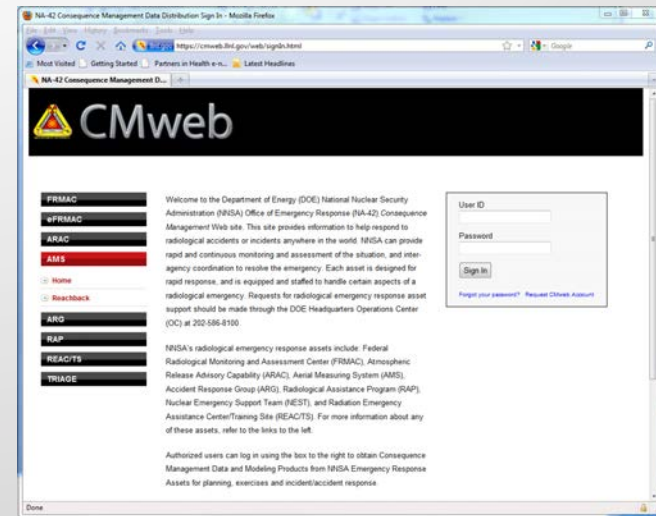 NA-42 Consequence Management Data Distribution Sign In - Mozilla Firefox
File Edit View History Bookmarks Tools Help
https://cmweb.llnl.gov/web/signin.html
Google
Most Visited Getting Started Partners in Health e-n... Latest Headlines
NA-42 Consequence Management D...
CMweb
FRMAC
eFRMAC
ARAC
AMS
Home
Reachback
ARG
RAP
REAC/TS
TRIAGE
Welcome to the Department of Energy (DOE) National Nuclear Security
Administration (NNSA) Office of Emergency Response (NA-42) Consequence
Management Web site. This site provides information to help respond to
radiological accidents or incidents anywhere in the world. NNSA can provide
rapid and continuous monitoring and assessment of the situation, and inter-
agency coordination to resolve the emergency. Each asset is designed for
rapid response, and is equipped and staffed to handle certain aspects of a
radiological emergency. Requests for radiological emergency response asset
support should be made through the DOE Headquarters Operations Center
(OC) at 202-586-8100.
NNSA's radiological emergency response assets include: Federal
Radiological Monitoring and Assessment Center (FRMAC), Atmospheric
Release Advisory Capability (ARAC), Aerial Measuring System (AMS),
Accident Response Group (ARG), Radiological Assistance Program (RAP),
Nuclear Emergency Support Team (NEST), and Radiation Emergency
Assistance Center/Training Site (REAC/TS). For more information about any
of these assets, refer to the links to the left.
Authorized users can log in using the box to the right to obtain Consequence
Management Data and Modeling Products from NNSA Emergency Response
Assets for planning, exercises and incident/accident response.
User ID
Password
Sign In
Forgot your password? Request CMweb Account
Done